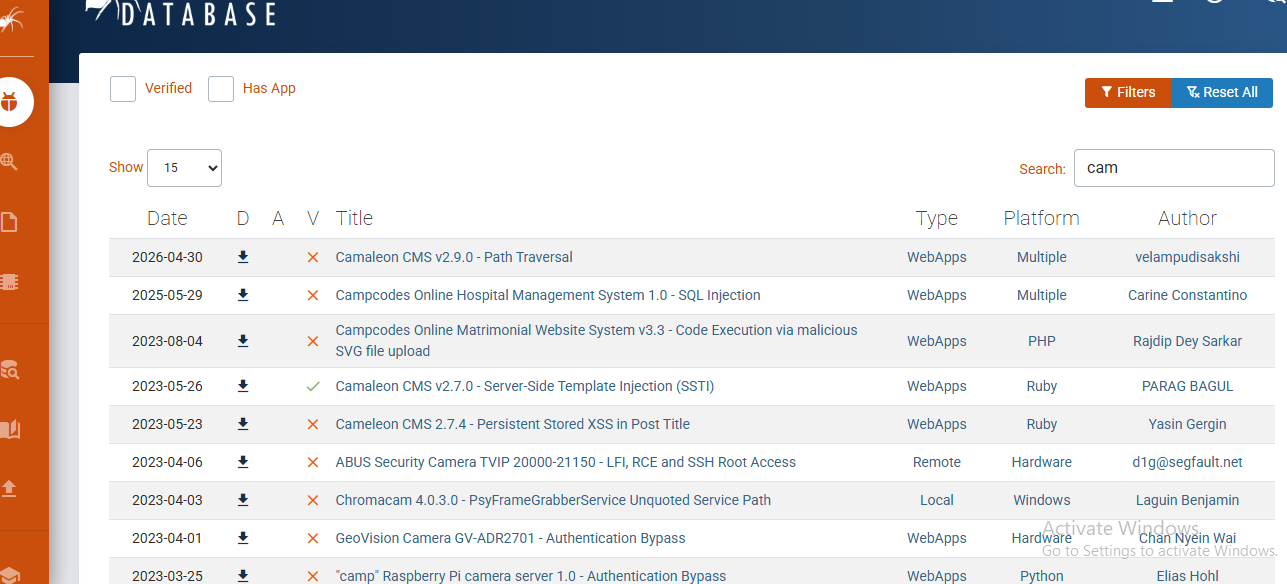 DATABASE
Verified Has App
Filters Reset All
Show 15 Search: cam
Date D A V Title Type Platform Author
2026-04-30 Camaleon CMS v2.9.0 - Path Traversal WebApps Multiple velampudisakshi
2025-05-29 Campcodes Online Hospital Management System 1.0 - SQL Injection WebApps Multiple Carine Constantino
2023-08-04 Campcodes Online Matrimonial Website System v3.3 - Code Execution via malicious
SVG file upload WebApps PHP Rajdip Dey Sarkar
2023-05-26 Camaleon CMS v2.7.0 - Server-Side Template Injection (SSTI) WebApps Ruby PARAG BAGUL
2023-05-23 Cameleon CMS 2.7.4 - Persistent Stored XSS in Post Title WebApps Ruby Yasin Gergin
2023-04-06 ABUS Security Camera TVIP 20000-21150 - LFI, RCE and SSH Root Access Remote Hardware d1g@segfault.net
2023-04-03 Chromacam 4.0.3.0 - PsyFrameGrabberService Unquoted Service Path Local Windows Laguin Benjamin
2023-04-01 GeoVision Camera GV-ADR2701 - Authentication Bypass WebApps Hardware Chan Nyein Wai
2023-03-25 "camp" Raspberry Pi camera server 1.0 - Authentication Bypass WebApps Python Elias Hohl
Activate Windows
Go to Settings to activate Windows.